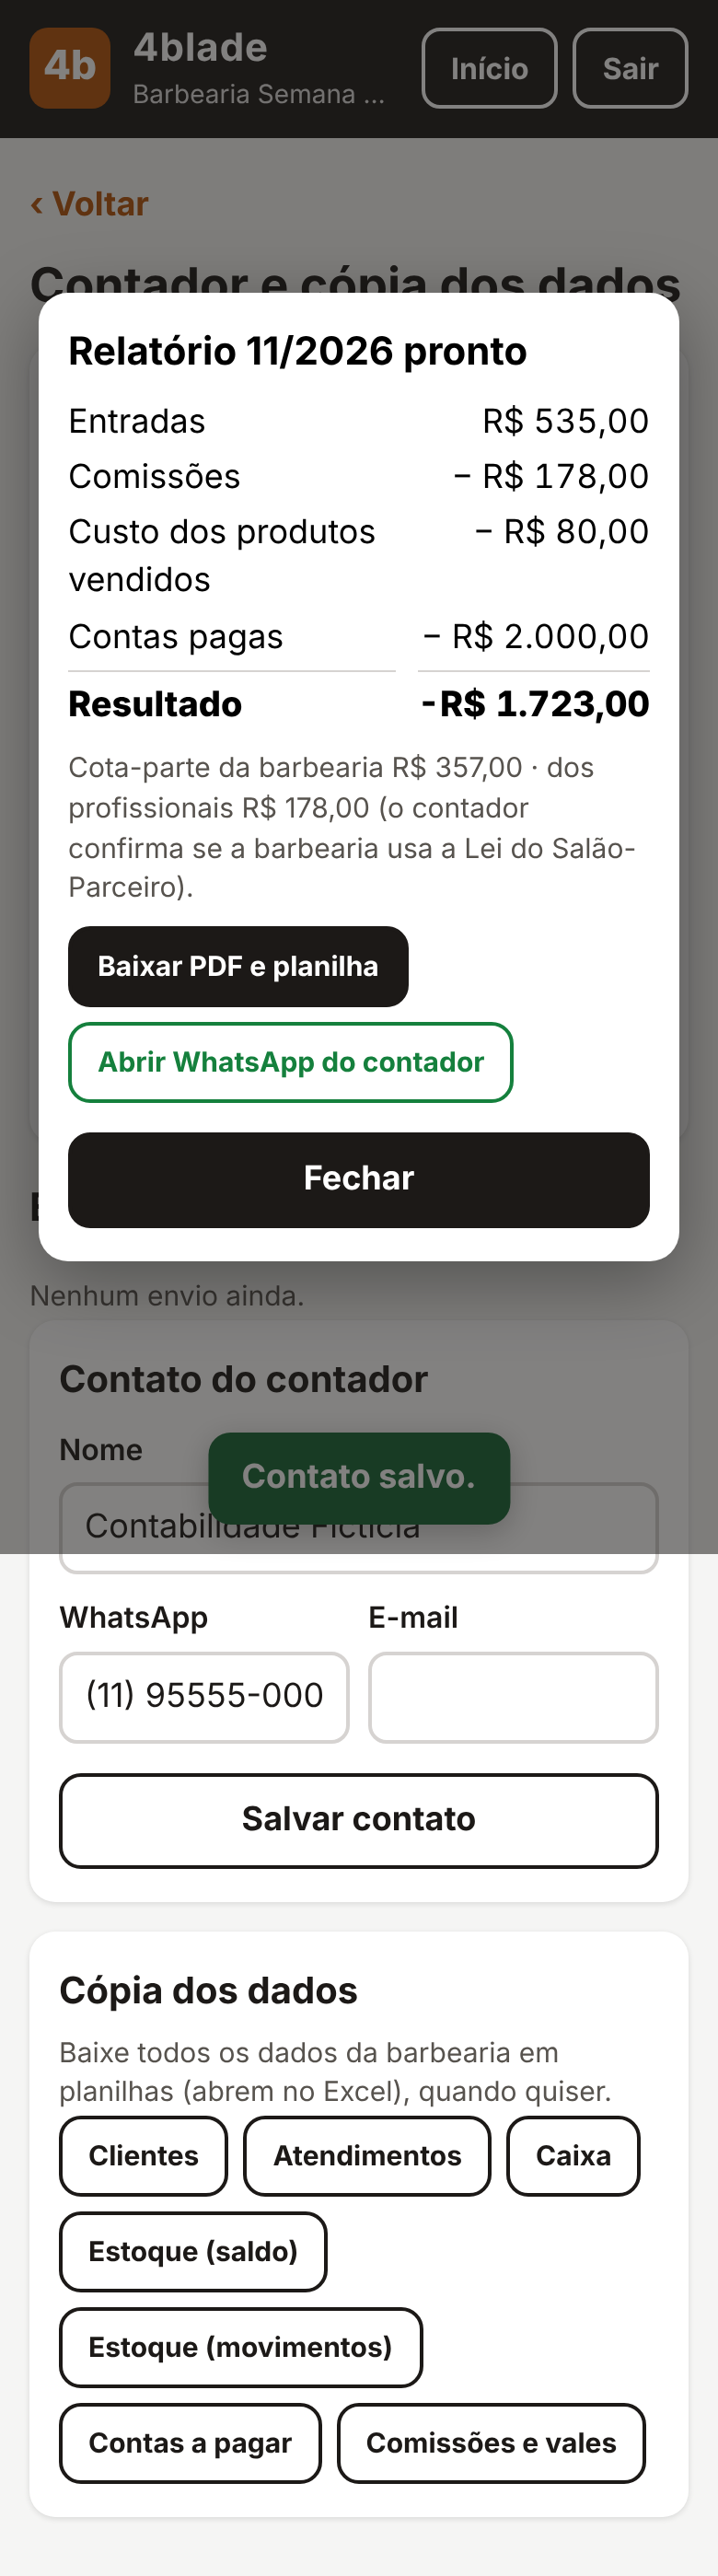 4b
4blade
Barbearia Semana ...
Início
Sair
‹ Voltar
Contador e cópia dos dados
Relatório 11/2026 pronto
Entradas R$ 535,00
Comissões − R$ 178,00
Custo dos produtos − R$ 80,00
vendidos
Contas pagas − R$ 2.000,00
Resultado -R$ 1.723,00
Cota-parte da barbearia R$ 357,00 · dos
profissionais R$ 178,00 (o contador
confirma se a barbearia usa a Lei do Salão-
Parceiro).
Baixar PDF e planilha
Abrir WhatsApp do contador
Fechar
Nenhum envio ainda.
Contato do contador
Nome
Contato salvo.
Contabilidade Fictícia
WhatsApp E-mail
(11) 95555-000
Salvar contato
Cópia dos dados
Baixe todos os dados da barbearia em
planilhas (abrem no Excel), quando quiser.
Clientes Atendimentos Caixa
Estoque (saldo)
Estoque (movimentos)
Contas a pagar Comissões e vales